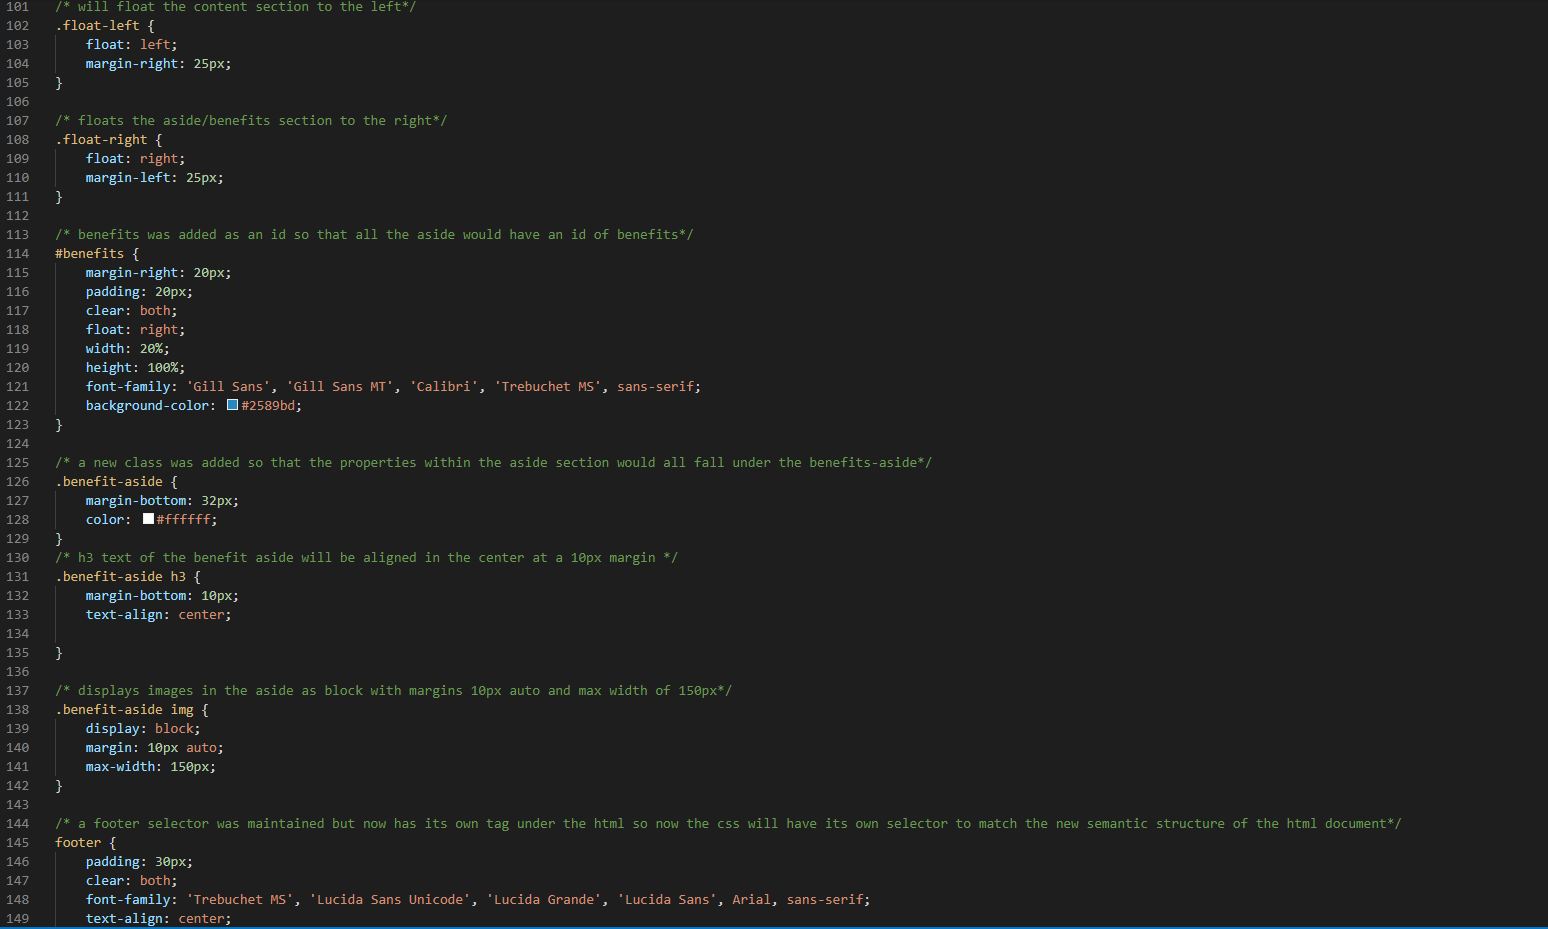 101 /* will float the content section to the left*/
102 .float-left {
103     float: left;
104     margin-right: 25px;
105 }
106
107 /* floats the aside/benefits section to the right*/
108 .float-right {
109     float: right;
110     margin-left: 25px;
111 }
112
113 /* benefits was added as an id so that all the aside would have an id of benefits*/
114 #benefits {
115     margin-right: 20px;
116     padding: 20px;
117     clear: both;
118     float: right;
119     width: 20%;
120     height: 100%;
121     font-family: 'Gill Sans', 'Gill Sans MT', 'Calibri', 'Trebuchet MS', sans-serif;
122     background-color: #2589bd;
123 }
124
125 /* a new class was added so that the properties within the aside section would all fall under the benefits-aside*/
126 .benefit-aside {
127     margin-bottom: 32px;
128     color: #ffffff;
129 }
130 /* h3 text of the benefit aside will be aligned in the center at a 10px margin */
131 .benefit-aside h3 {
132     margin-bottom: 10px;
133     text-align: center;
134
135 }
136
137 /* displays images in the aside as block with margins 10px auto and max width of 150px*/
138 .benefit-aside img {
139     display: block;
140     margin: 10px auto;
141     max-width: 150px;
142 }
143
144 /* a footer selector was maintained but now has its own tag under the html so now the css will have its own selector to match the new semantic structure of the html document*/
145 footer {
146     padding: 30px;
147     clear: both;
148     font-family: 'Trebuchet MS', 'Lucida Sans Unicode', 'Lucida Grande', 'Lucida Sans', Arial, sans-serif;
149     text-align: center;